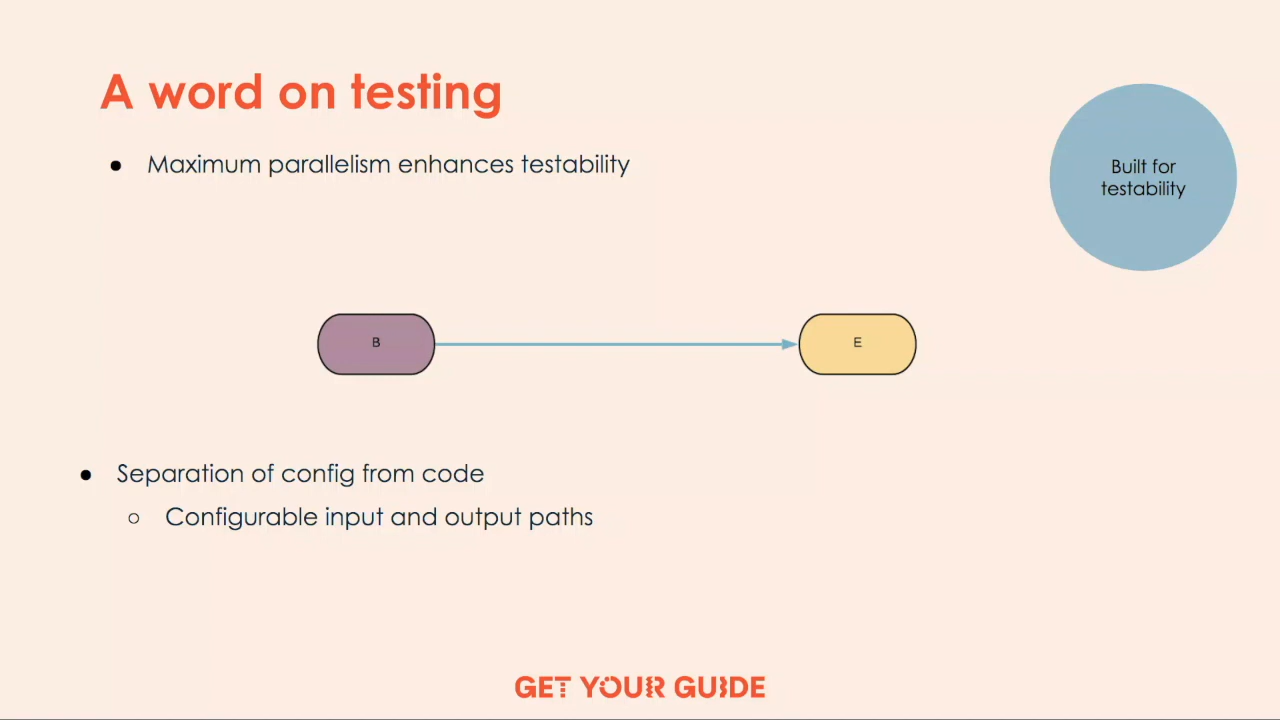 A word on testing
● Maximum parallelism enhances testability
Built for
testability
B
E
● Separation of config from code
○ Configurable input and output paths
GET YOUR GUIDE